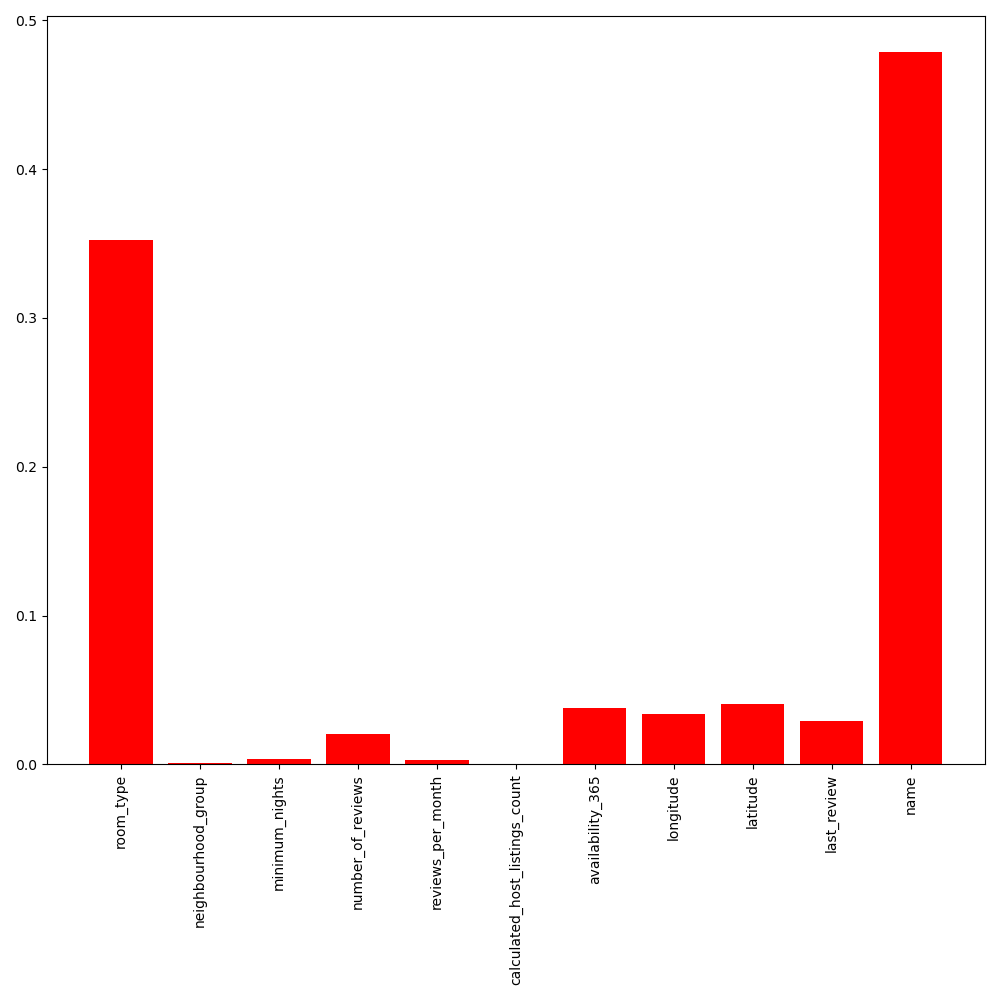 0.5
0.4
0.3
0.2
0.1
0.0
room_type
neighbourhood_group
minimum_nights
number_of_reviews
reviews_per_month
calculated_host_listings_count
availability_365
longitude
latitude
last_review
name